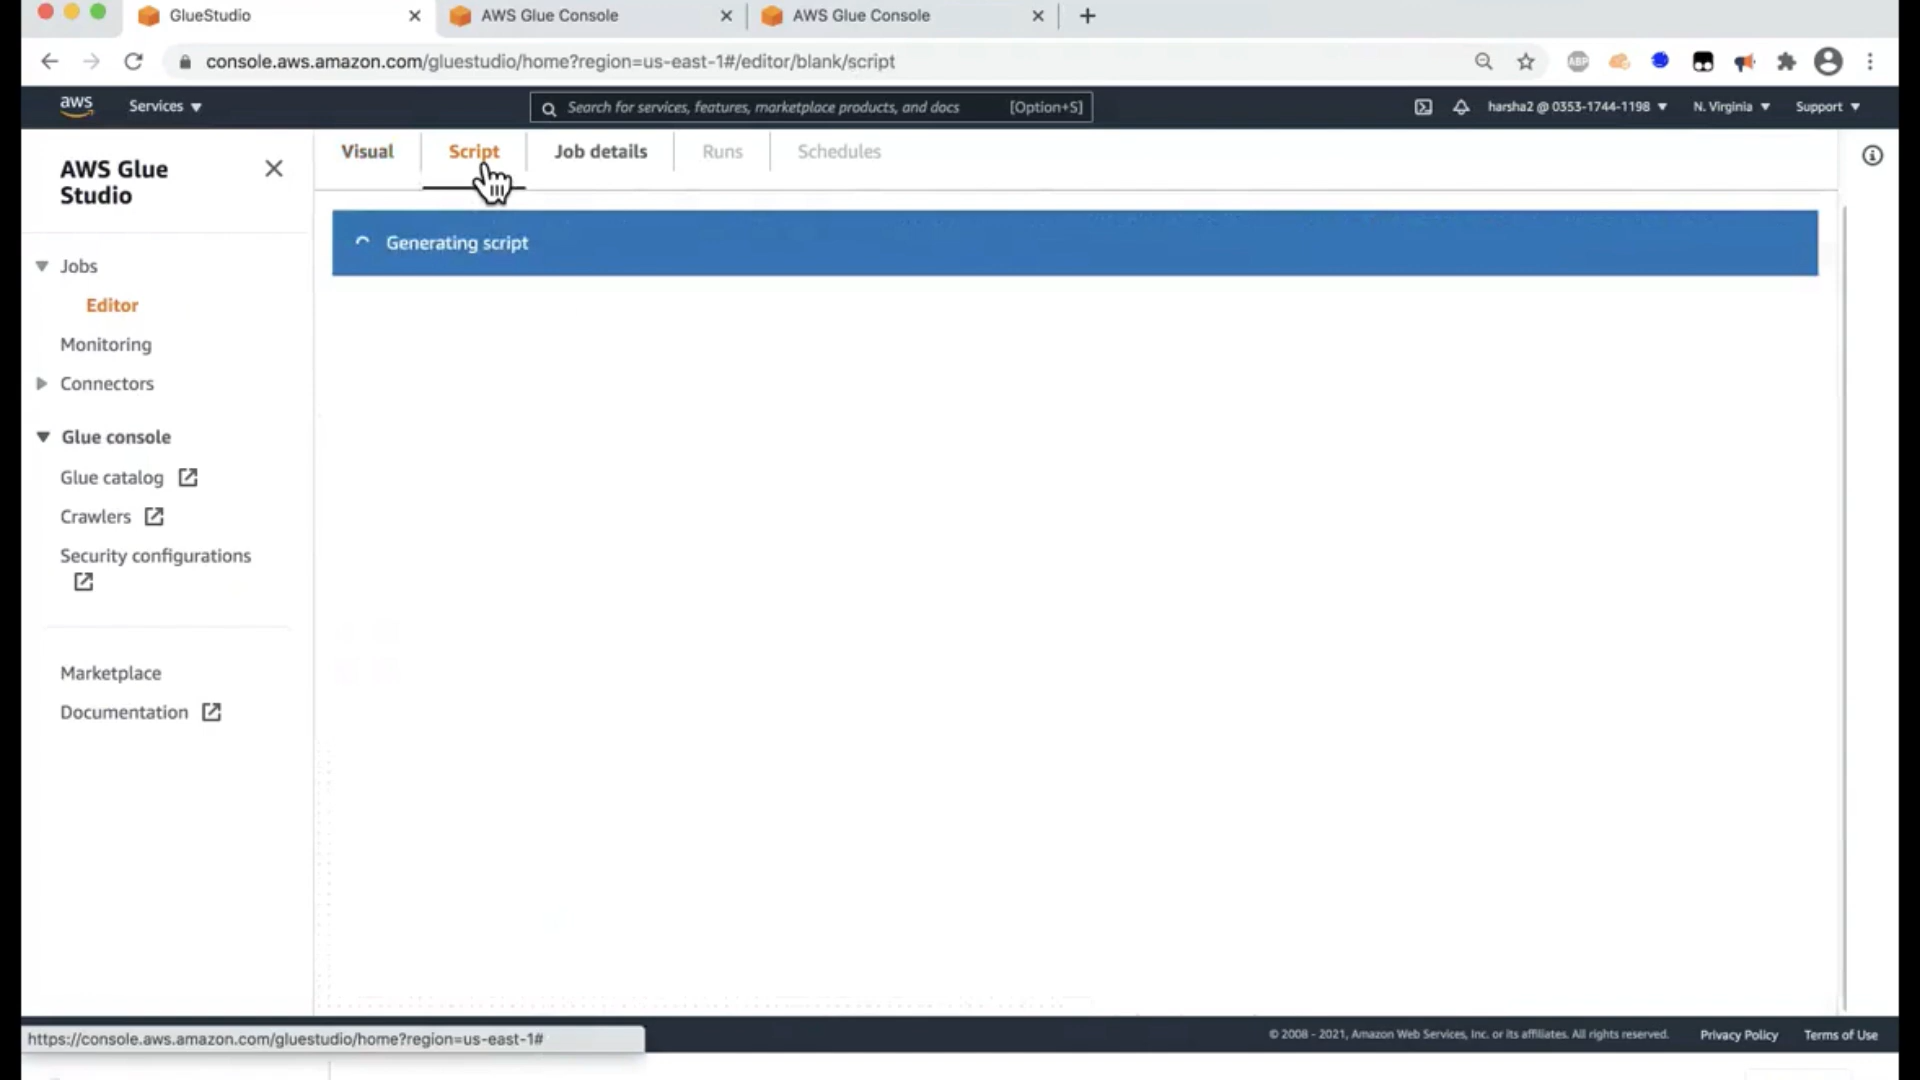 GlueStudio
AWS Glue Console
AWS Glue Console
console.aws.amazon.com/gluestudio/home?region=us-east-1#/editor/blank/script
ABP
aws
Services
Search for services, features, marketplace products, and docs
[Option+S]
harsha2 @ 0353-1744-1198
N. Virginia
Support
AWS Glue
Studio
Jobs
Editor
Monitoring
Connectors
Glue console
Glue catalog
Crawlers
Security configurations
Marketplace
Documentation
Visual
Script
Job details
Runs
Schedules
Generating script
https://console.aws.amazon.com/gluestudio/home?region=us-east-1#
© 2008 - 2021, Amazon Web Services, Inc. or its affiliates. All rights reserved.
Privacy Policy
Terms of Use